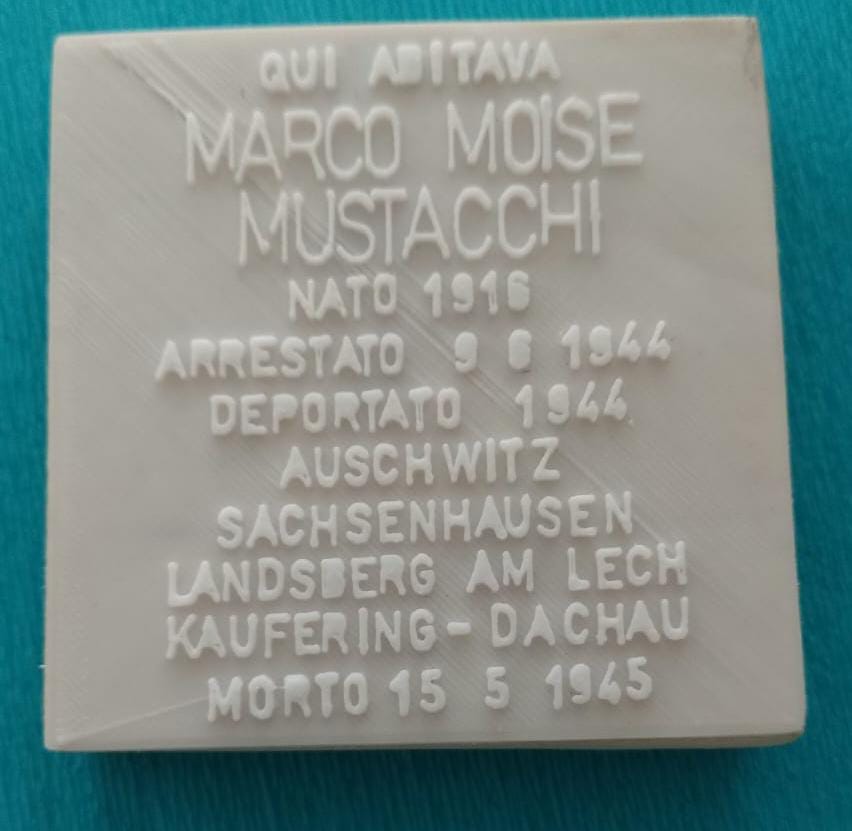 QUI ABITAVA
MARCO MOISE
MUSTACCHI
NATO 1916
ARRESTATO 9 6 1944
DEPORTATO 1944
AUSCHWITZ
SACHSENHAUSEN
LANDSBERG AM LECH
KAUFERING - DACHAU
MORTO 15 5 1945